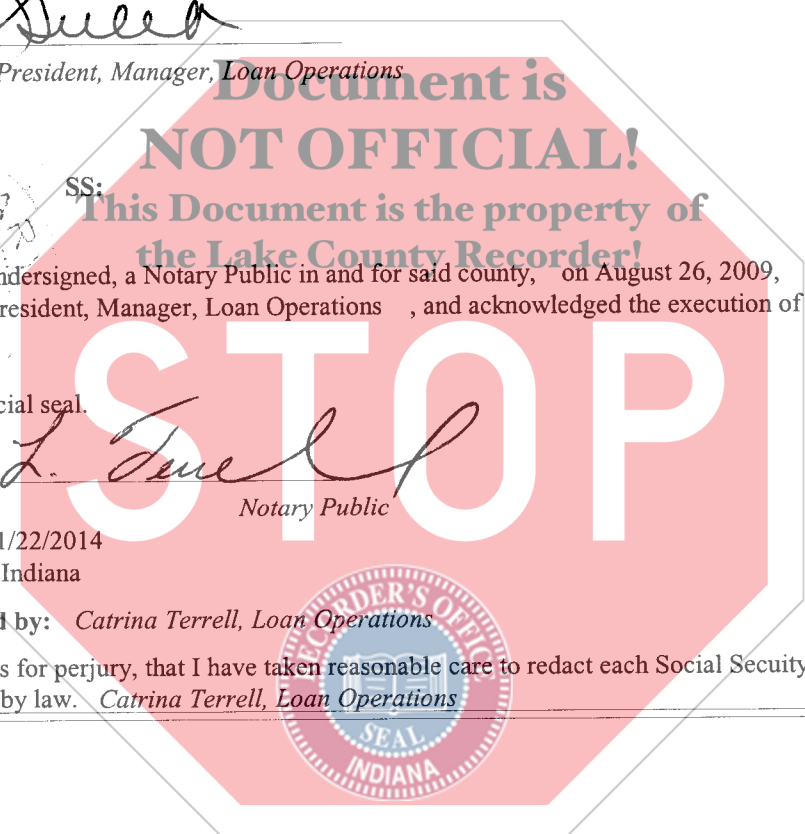 President, Manager, Loan Operations
Document is
NOT OFFICIAL!
SS:
This Document is the property of
the Lake County Recorder!
ndersigned, a Notary Public in and for said county, on August 26, 2009,
resident, Manager, Loan Operations , and acknowledged the execution of
STOP
cial seal.
L. Terrell
Notary Public
1/22/2014
Indiana
d by: Catrina Terrell, Loan Operations
s for perjury, that I have taken reasonable care to redact each Social Secuity
by law. Catrina Terrell, Loan Operations
RECORDER'S OFFICE
SEAL
INDIANA